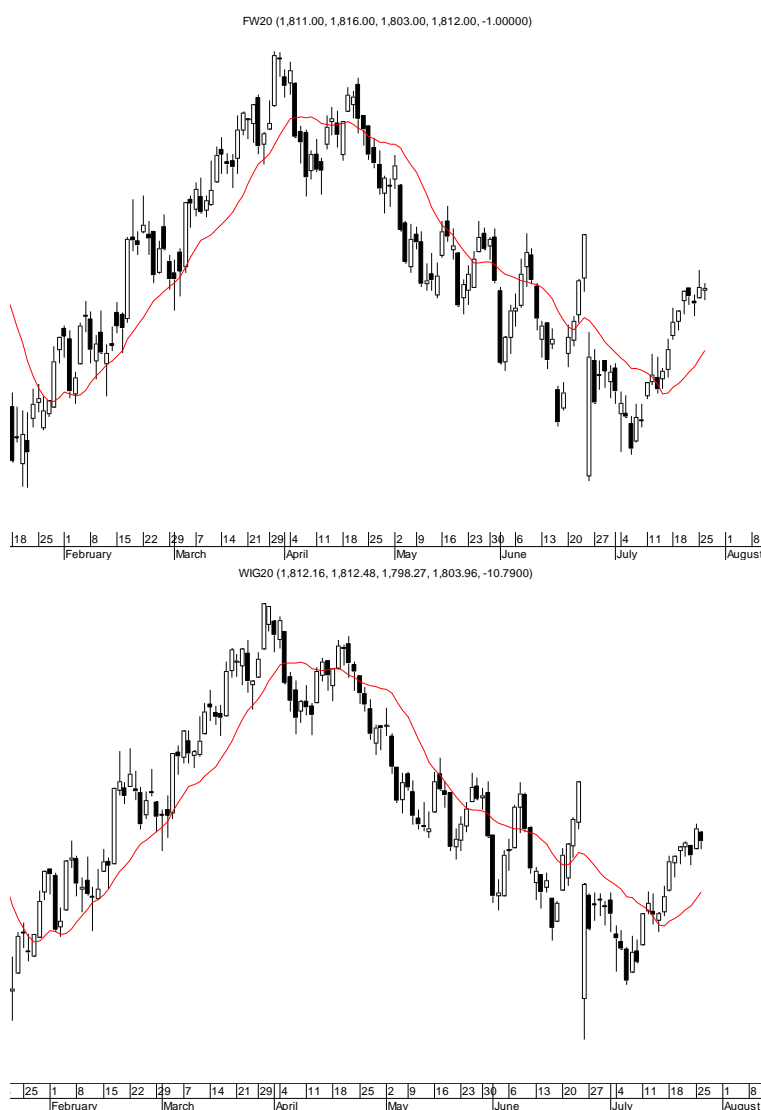 FW20 (1,811.00, 1,816.00, 1,803.00, 1,812.00, -1.00000)
18 25 1 8 15 22 29 7 14 21 29 4 11 18 25 2 9 16 23 30 6 13 20 27 4 11 18 25 1 8
February March April May June July August
WIG20 (1,812.16, 1,812.48, 1,798.27, 1,803.96, -10.7900)
25 1 8 15 22 29 7 14 21 29 4 11 18 25 2 9 16 23 30 6 13 20 27 4 11 18 25 1 8
February March April May June July August